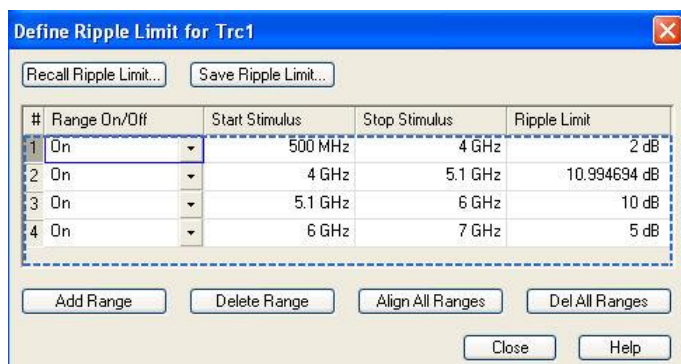 Define Ripple Limit for Trc1
Recall Ripple Limit... Save Ripple Limit...
# Range On/Off Start Stimulus Stop Stimulus Ripple Limit
1 On 500 MHz 4 GHz 2 dB
2 On 4 GHz 5.1 GHz 10.994694 dB
3 On 5.1 GHz 6 GHz 10 dB
4 On 6 GHz 7 GHz 5 dB
Add Range Delete Range Align All Ranges Del All Ranges
Close Help